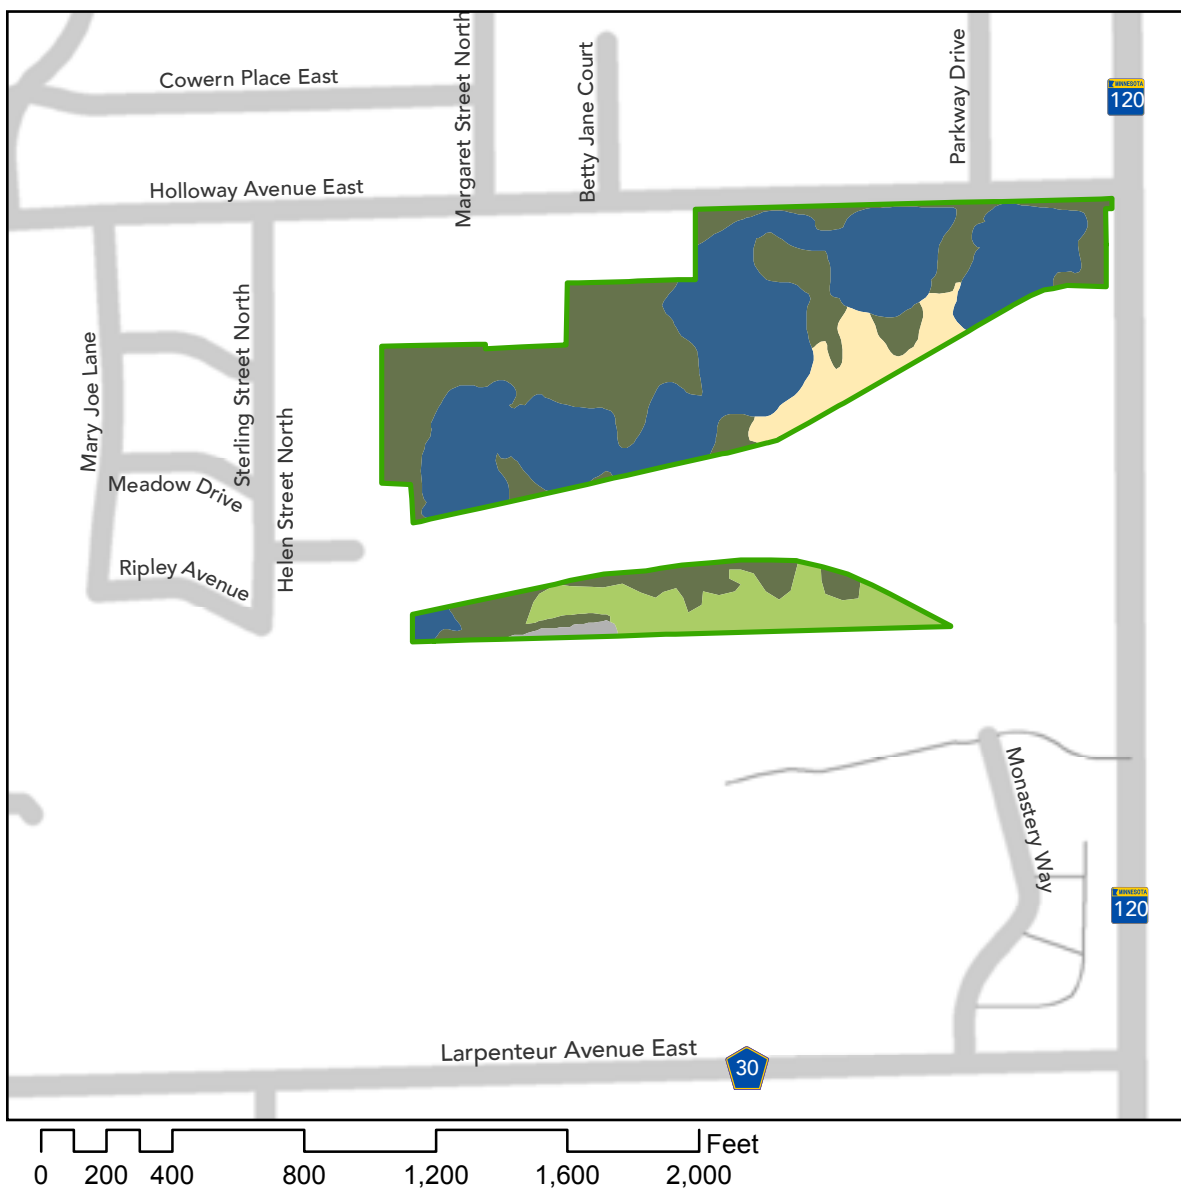 Cowern Place East
Margaret Street North
Betty Jane Court
Parkway Drive
MINNESOTA
120
Holloway Avenue East
Mary Joe Lane
Sterling Street North
Meadow Drive
Helen Street North
Ripley Avenue
Monastery Way
MINNESOTA
120
Larpenteur Avenue East
30
Feet
0 200 400 800 1,200 1,600 2,000